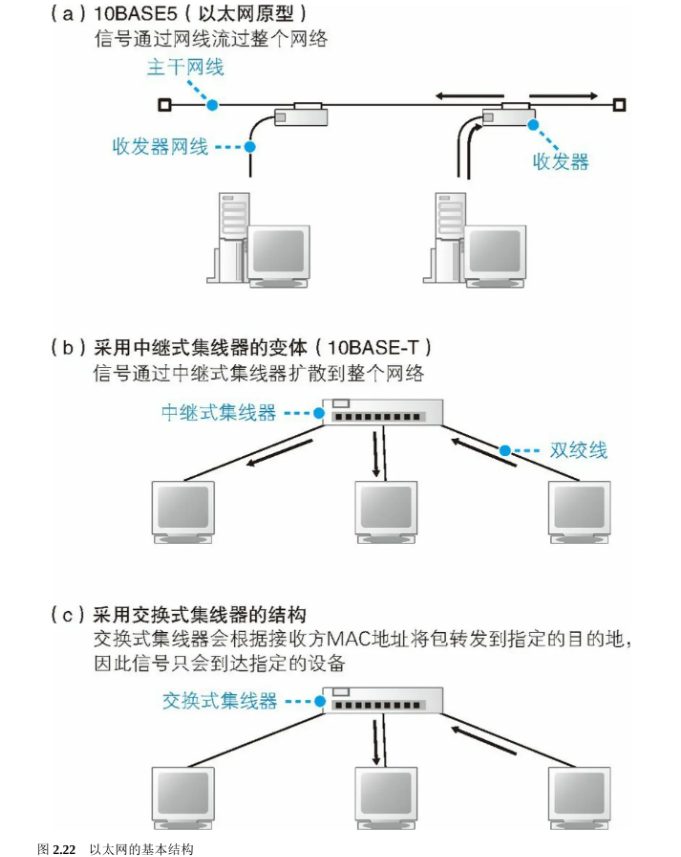 (a) 10BASE5(以太网原型)
信号通过网线流过整个网络
主干网线
收发器网线
收发器
(b) 采用中继式集线器的变体(10BASE-T)
信号通过中继式集线器扩散到整个网络
中继式集线器
双绞线
(c) 采用交换式集线器的结构
交换式集线器会根据接收方MAC地址将包转发到指定的目的地,
因此信号只会到达指定的设备
交换式集线器
图 2.22 以太网的基本结构